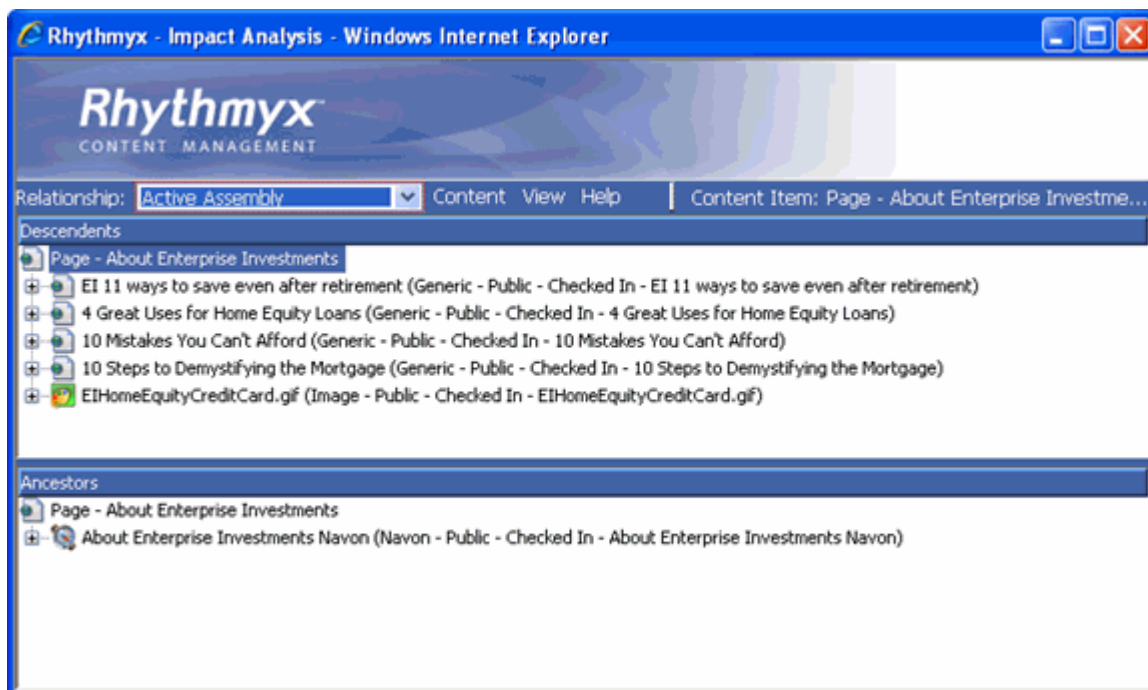 Rhythmyx - Impact Analysis - Windows Internet Explorer
Rhythmyx™
CONTENT MANAGEMENT
Relationship: Active Assembly Content View Help Content Item: Page - About Enterprise Investme...
Descendents
Page - About Enterprise Investments
EI 11 ways to save even after retirement (Generic - Public - Checked In - EI 11 ways to save even after retirement)
4 Great Uses for Home Equity Loans (Generic - Public - Checked In - 4 Great Uses for Home Equity Loans)
10 Mistakes You Can't Afford (Generic - Public - Checked In - 10 Mistakes You Can't Afford)
10 Steps to Demystifying the Mortgage (Generic - Public - Checked In - 10 Steps to Demystifying the Mortgage)
EIHomeEquityCreditCard.gif (Image - Public - Checked In - EIHomeEquityCreditCard.gif)
Ancestors
Page - About Enterprise Investments
About Enterprise Investments Navon (Navon - Public - Checked In - About Enterprise Investments Navon)